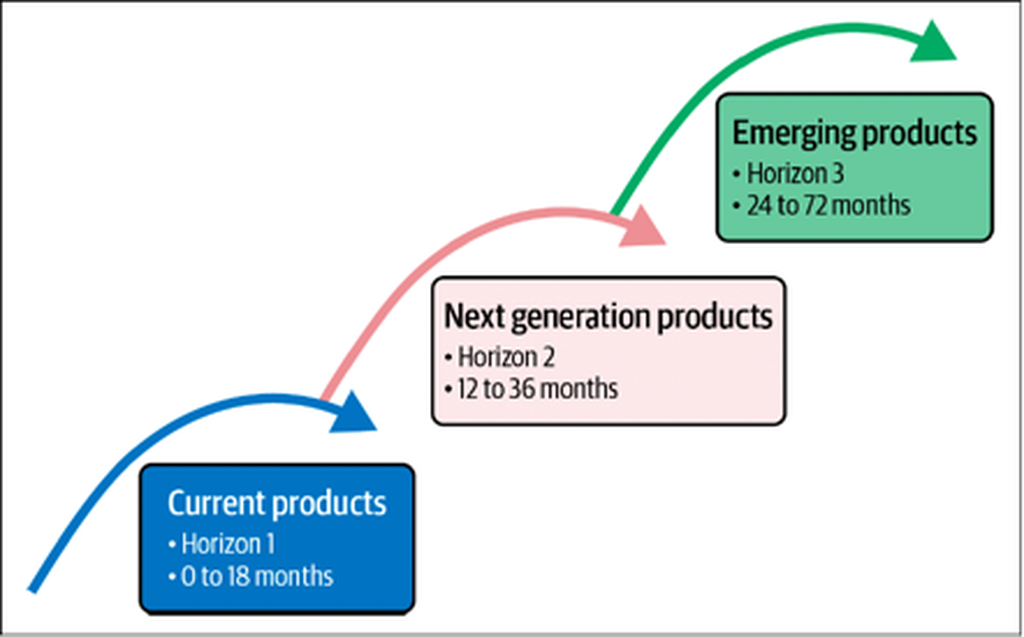 Emerging products
• Horizon 3
• 24 to 72 months
Next generation products
• Horizon 2
• 12 to 36 months
Current products
• Horizon 1
• 0 to 18 months